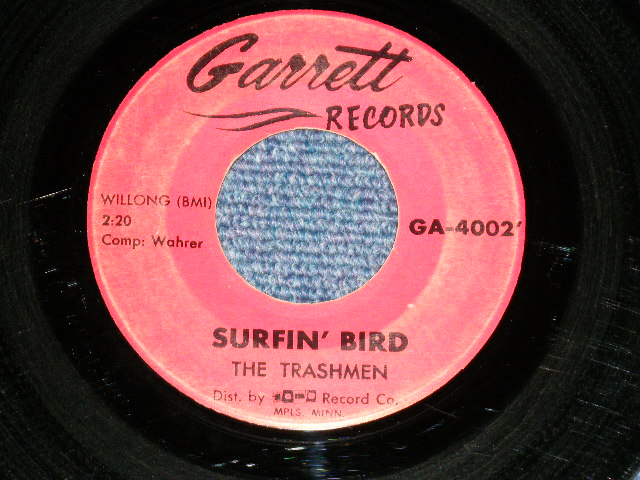 Garrett
RECORDS
WILLONG (BMI)
2:20
Comp: Wahrer
GA-4002'
SURFIN' BIRD
THE TRASHMEN
Dist. by Record Co.
MPLS. MINN.